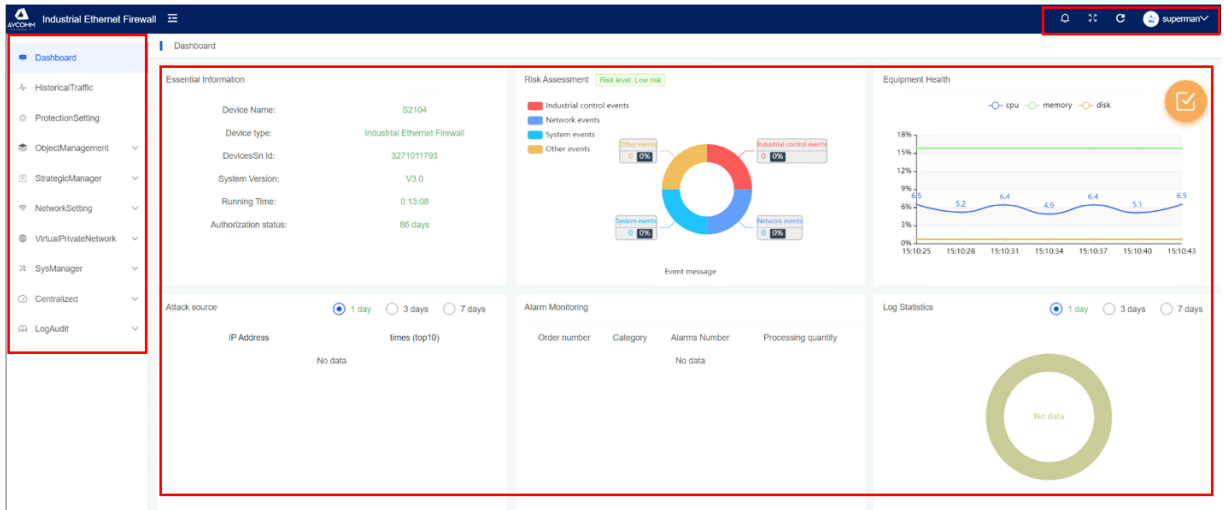 AVCOMM Industrial Ethernet Firewall superman
Dashboard
HistoricalTraffic
ProtectionSetting
ObjectManagement
StrategicManager
NetworkSetting
VirtualPrivateNetwork
SysManager
Centralized
LogAudit
Dashboard
Essential Information
Device Name: S2104
Device type: Industrial Ethernet Firewall
DevicesSn Id: 3271011793
System Version: V3.0
Running Time: 0:13:08
Authorization status: 86 days
Risk Assessment Risk level: Low risk
Industrial control events
Network events
System events
Other events
Other events
0 0%
Industrial control events
0 0%
System events
0 0%
Network events
0 0%
Event message
Equipment Health
cpu memory disk
18%
15%
12%
9%
6%
3%
0%
6.5 5.2 6.4 4.9 6.4 5.1 6.5
15:10:25 15:10:28 15:10:31 15:10:34 15:10:37 15:10:40 15:10:43
Attack source 1 day 3 days 7 days
IP Address times (top10)
No data
Alarm Monitoring
Order number Category Alarms Number Processing quantity
No data
Log Statistics 1 day 3 days 7 days
No data